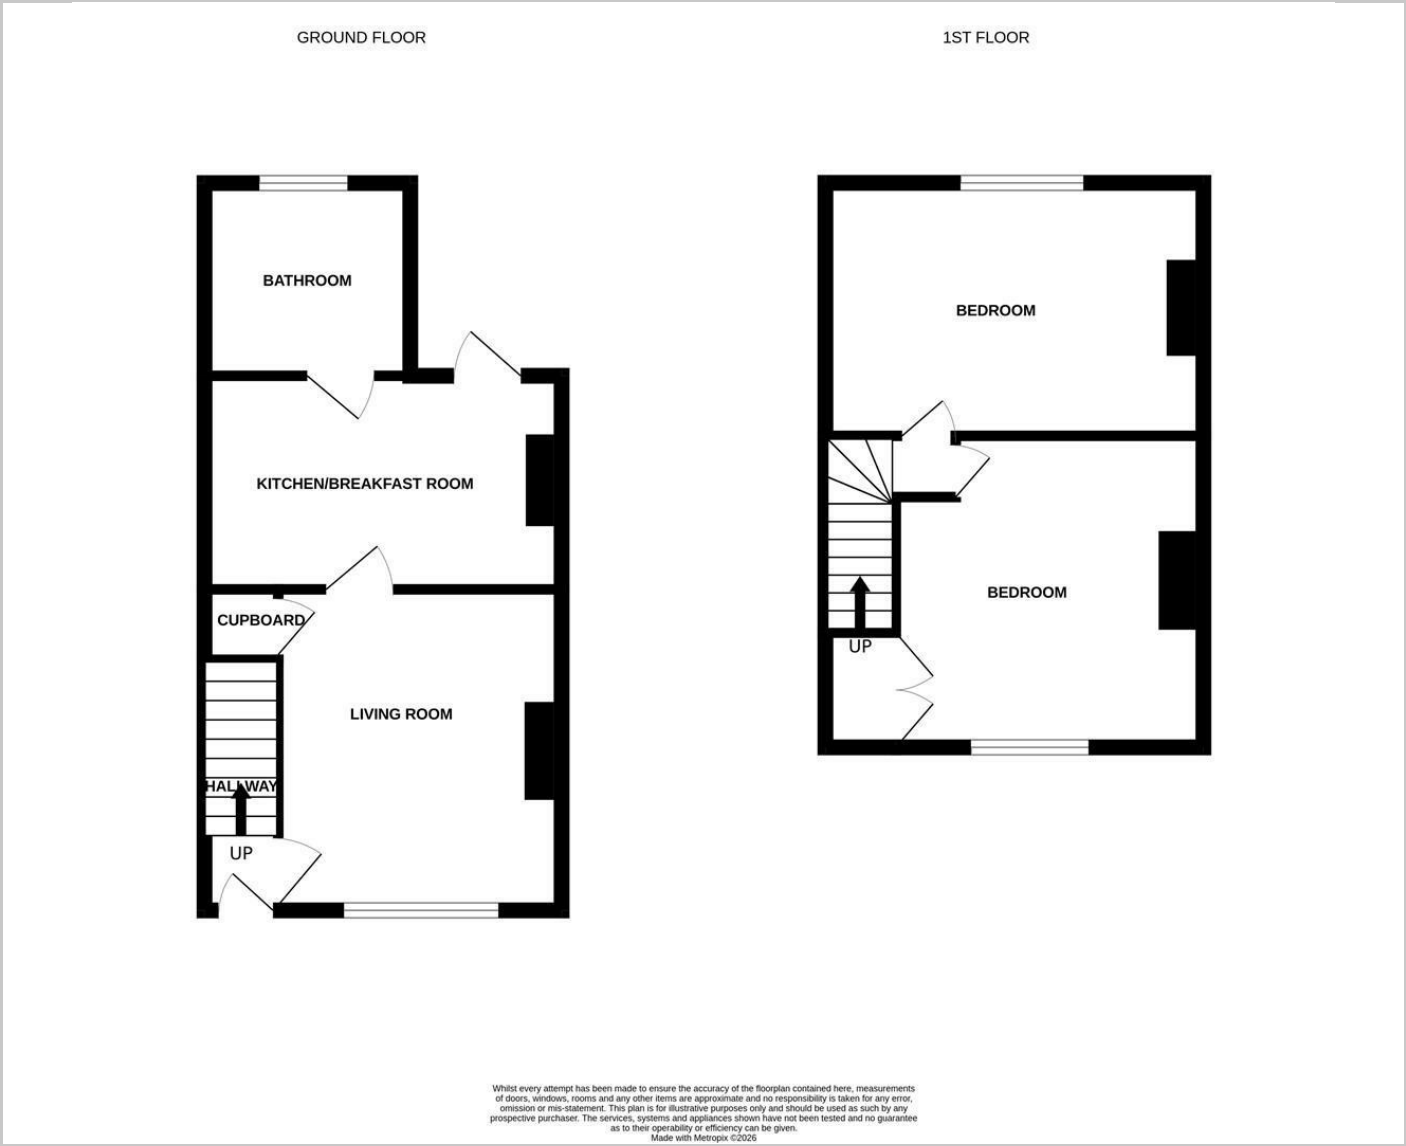 GROUND FLOOR
1ST FLOOR
BATHROOM
BEDROOM
KITCHEN/BREAKFAST ROOM
BEDROOM
CUPBOARD
UP
LIVING ROOM
HALLWAY
UP
Whilst every attempt has been made to ensure the accuracy of the floorplan contained here, measurements
of doors, windows, rooms and any other items are approximate and no responsibility is taken for any error,
omission or mis-statement. This plan is for illustrative purposes only and should be used as such by any
prospective purchaser. The services, systems and appliances shown have not been tested and no guarantee
as to their operability or efficiency can be given.
Made with Metropix ©2026